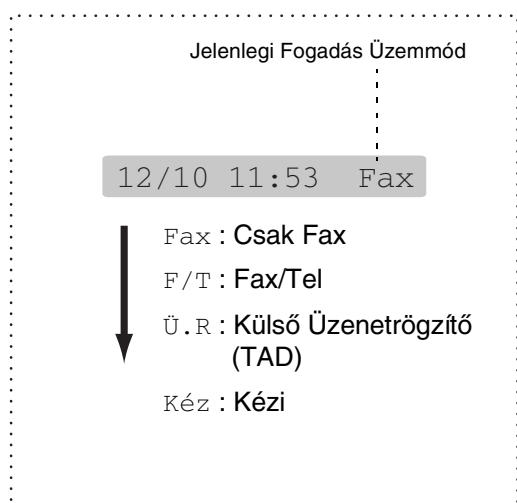 Jelenlegi Fogadás Üzemmód
12/10 11:53 Fax
Fax : Csak Fax
F/T : Fax/Tel
Ü.R : Külső Üzenetrögzítő
(TAD)
Kéz : Kézi